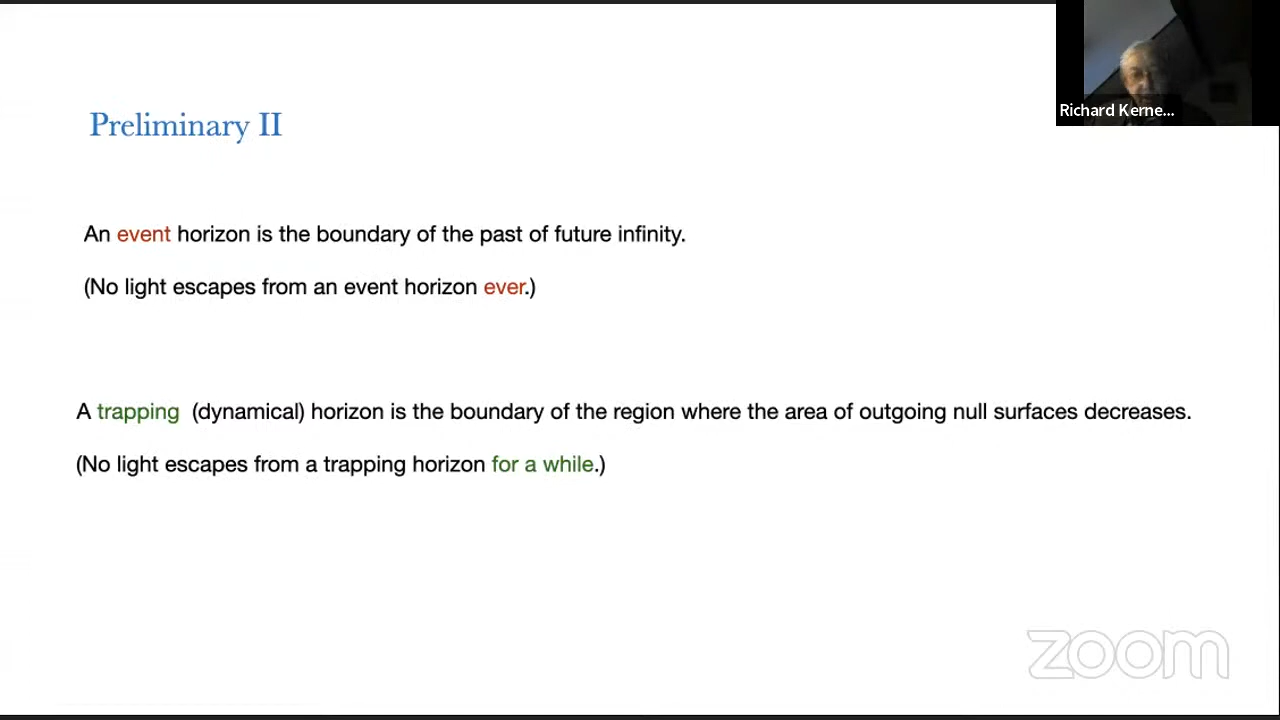 Richard Kerne...
Preliminary II
An event horizon is the boundary of the past of future infinity.
(No light escapes from an event horizon ever.)
A trapping (dynamical) horizon is the boundary of the region where the area of outgoing null surfaces decreases.
(No light escapes from a trapping horizon for a while.)
zoom